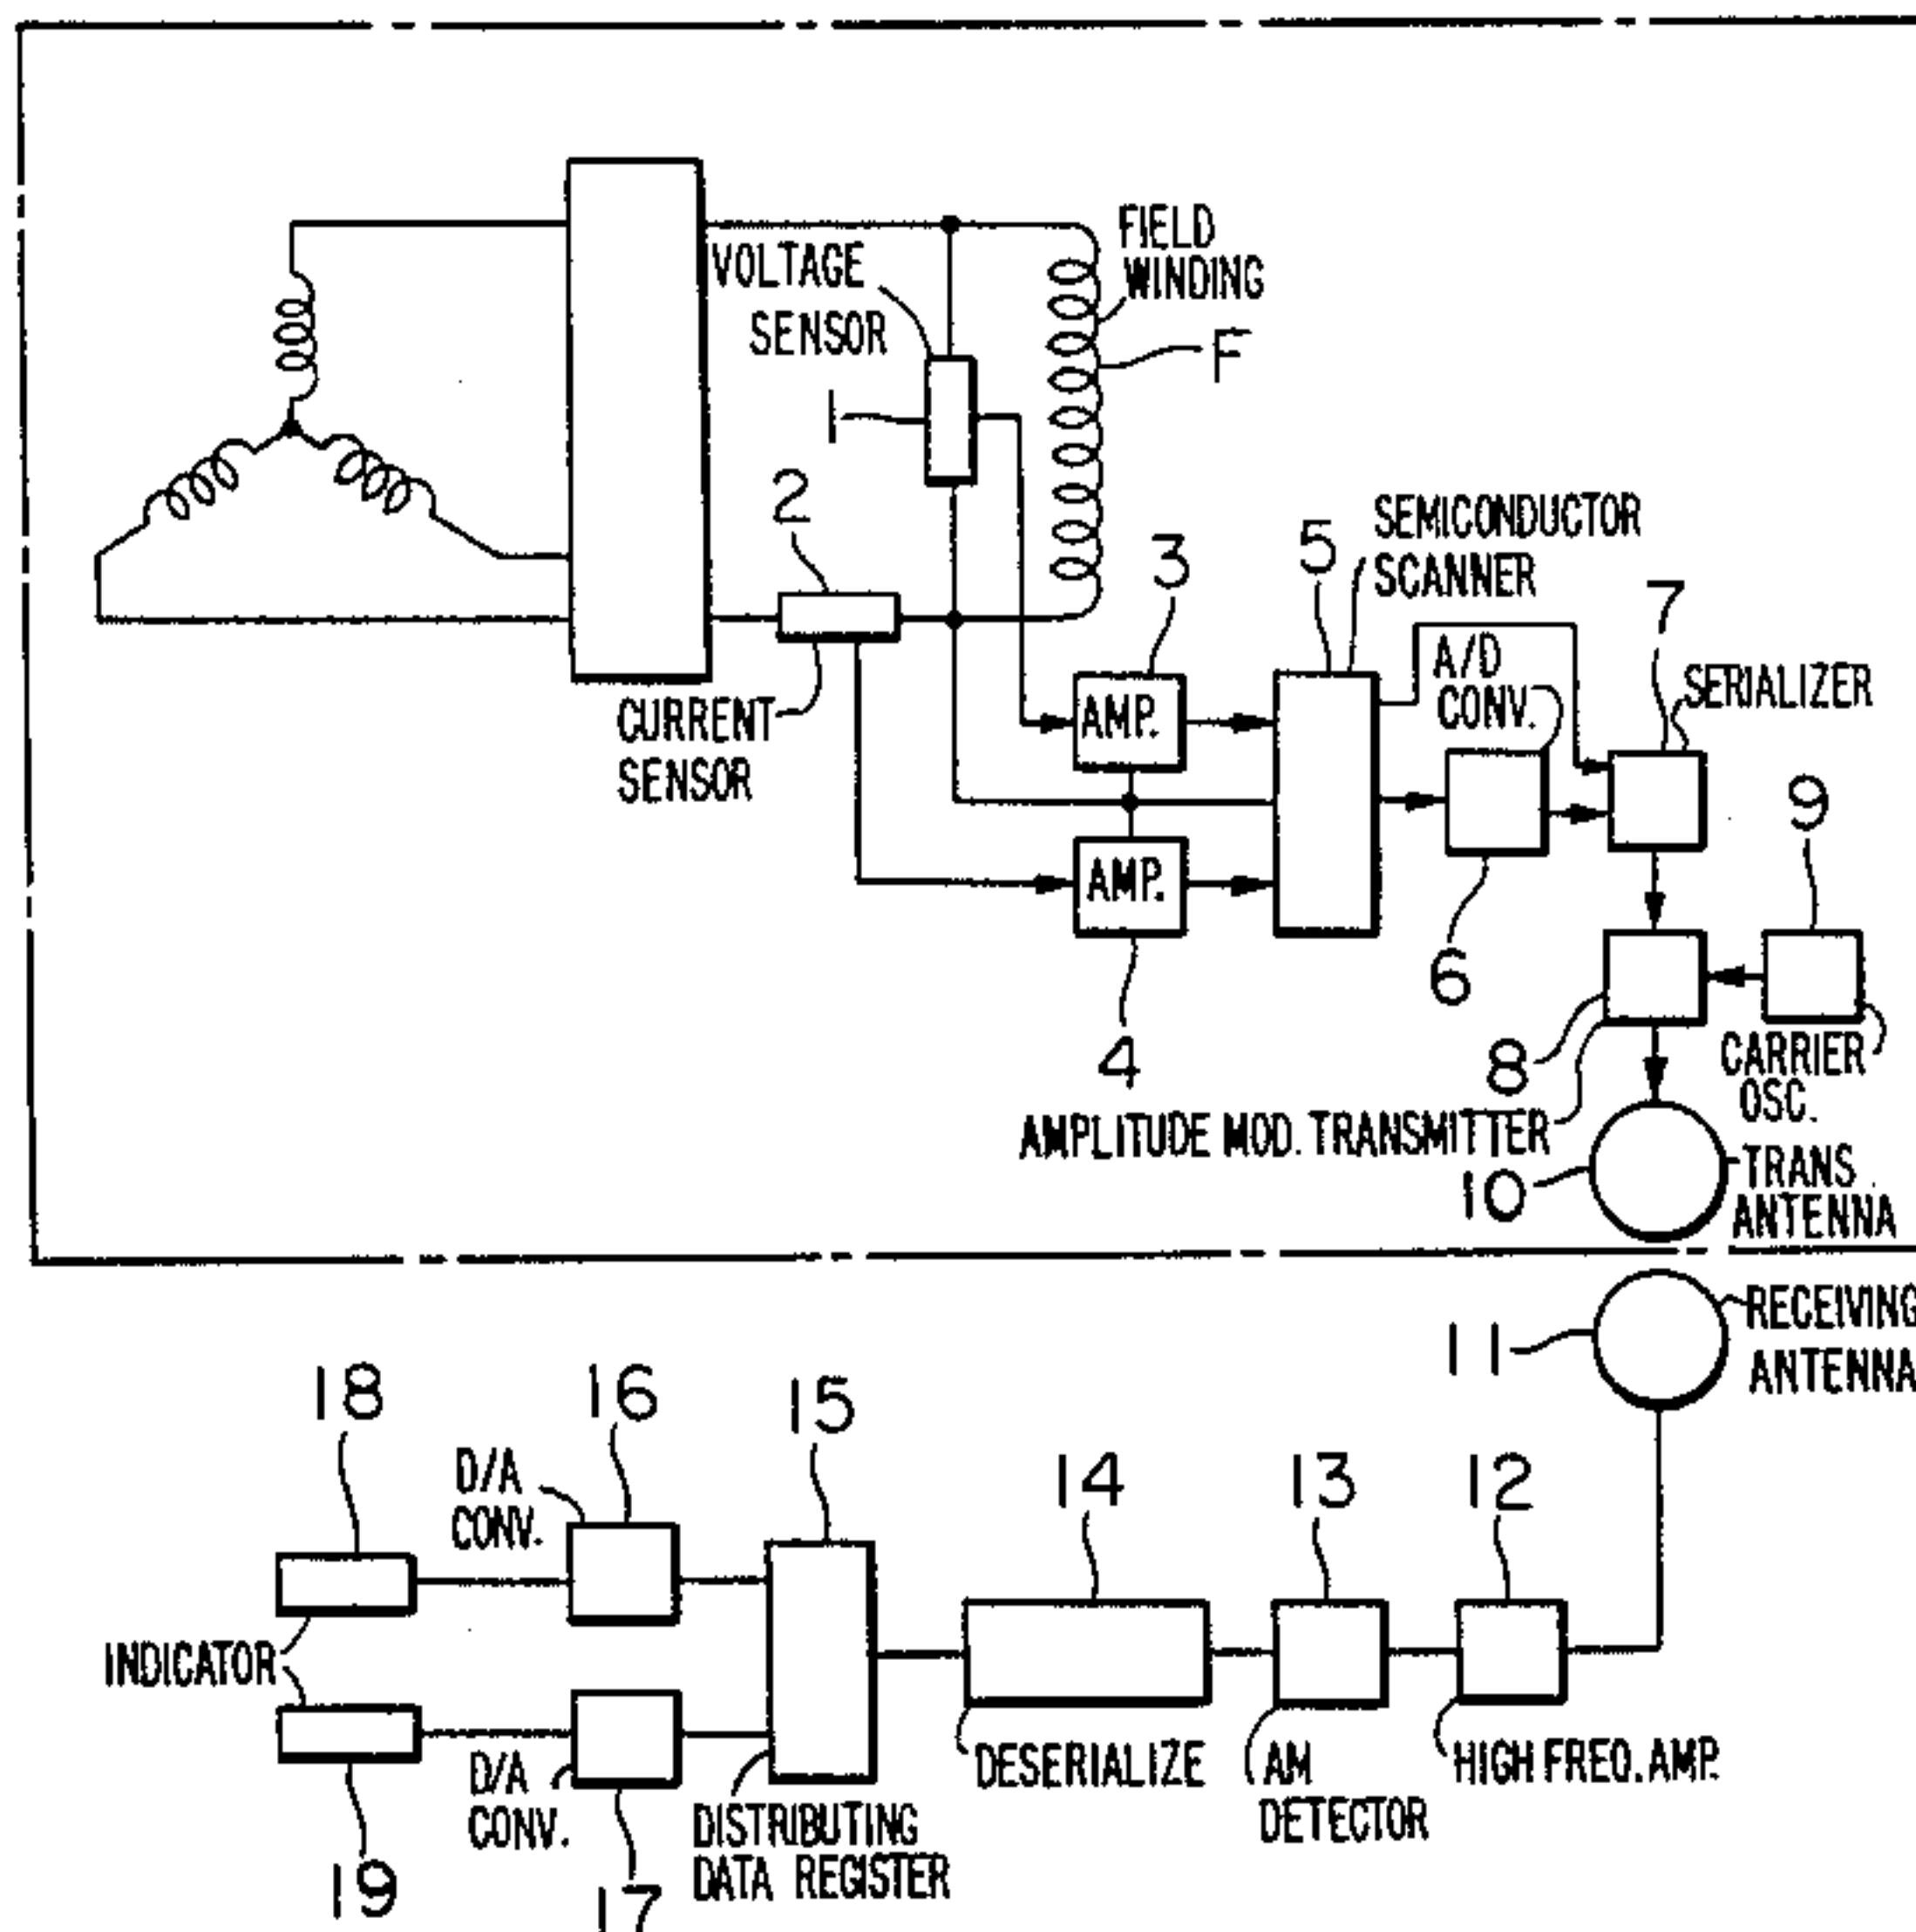 FIELD
WINDING
VOLTAGE
SENSOR
F
1
2
CURRENT
SENSOR
3
AMP.
AMP.
4
5
SEMICONDUCTOR
SCANNER
A/D
CONV.
6
7
SERIALIZER
9
8
CARRIER
OSC.
AMPLITUDE MOD. TRANSMITTER
10
TRANS
ANTENNA
11
RECEIVING
ANTENNA
18
16
15
14
13
12
D/A
CONV.
INDICATOR
D/A
CONV.
19
17
DISTRIBUTING
DATA REGISTER
DESERIALIZE
AM
DETECTOR
HIGH FREQ. AMP.